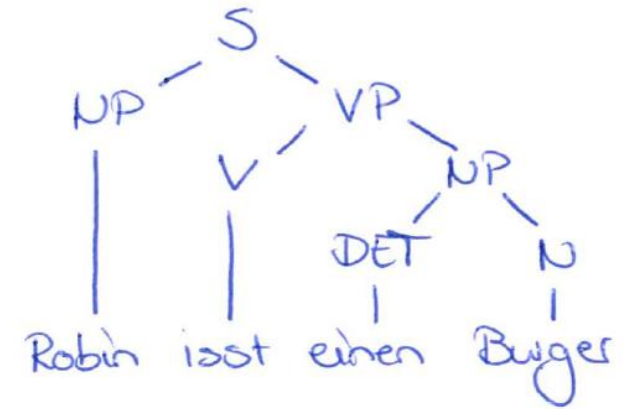 S
NP VP
V NP
DET N
Robin isst einen Burger